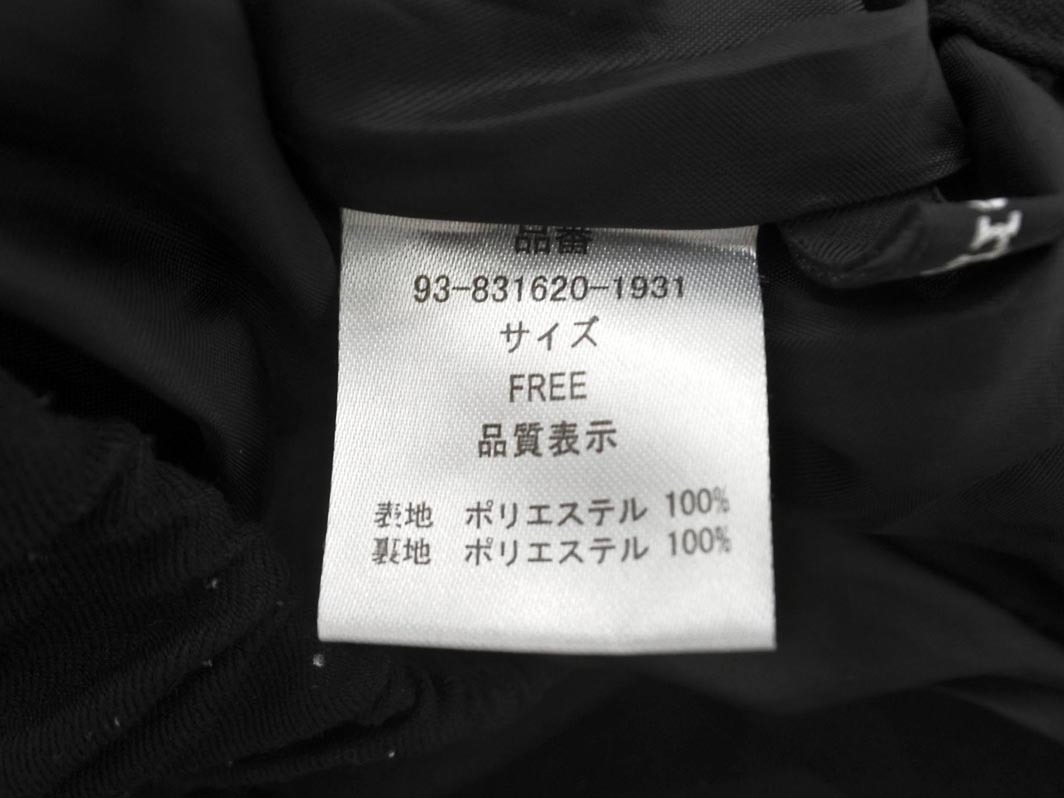 品番
93-831620-1931
サイズ
FREE
品質表示
表地 ポリエステル 100%
裏地 ポリエステル 100%